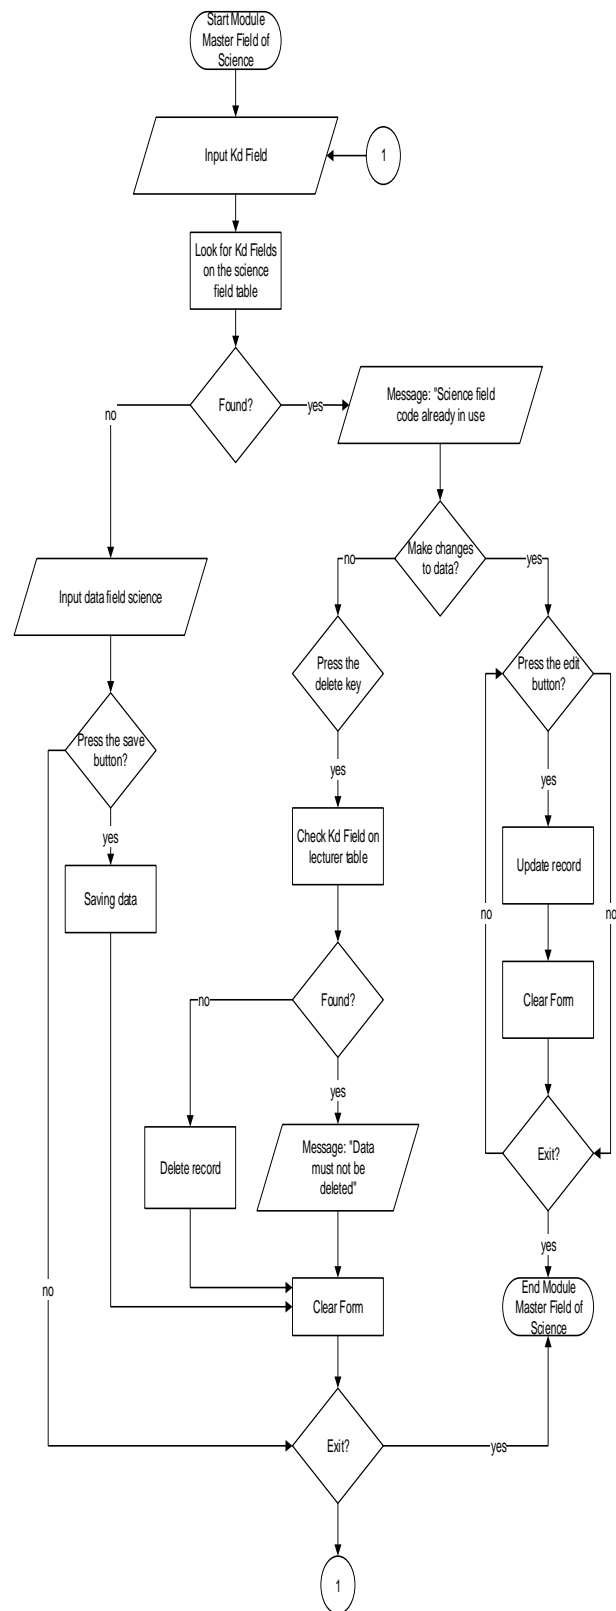 Start Module
Master Field of
Science
Input Kd Field
1
Look for Kd Fields
on the science
field table
Found?
no
yes
Message: "Science field
code already in use
Make changes
to data?
no
yes
Input data field science
Press the
delete key
Press the edit
button?
Press the save
button?
yes
yes
yes
Check Kd Field on
lecturer table
Update record
Saving data
no
no
Found?
no
Clear Form
yes
Message: "Data
must not be
deleted"
Delete record
Exit?
yes
no
Clear Form
End Module
Master Field of
Science
Exit?
yes
1